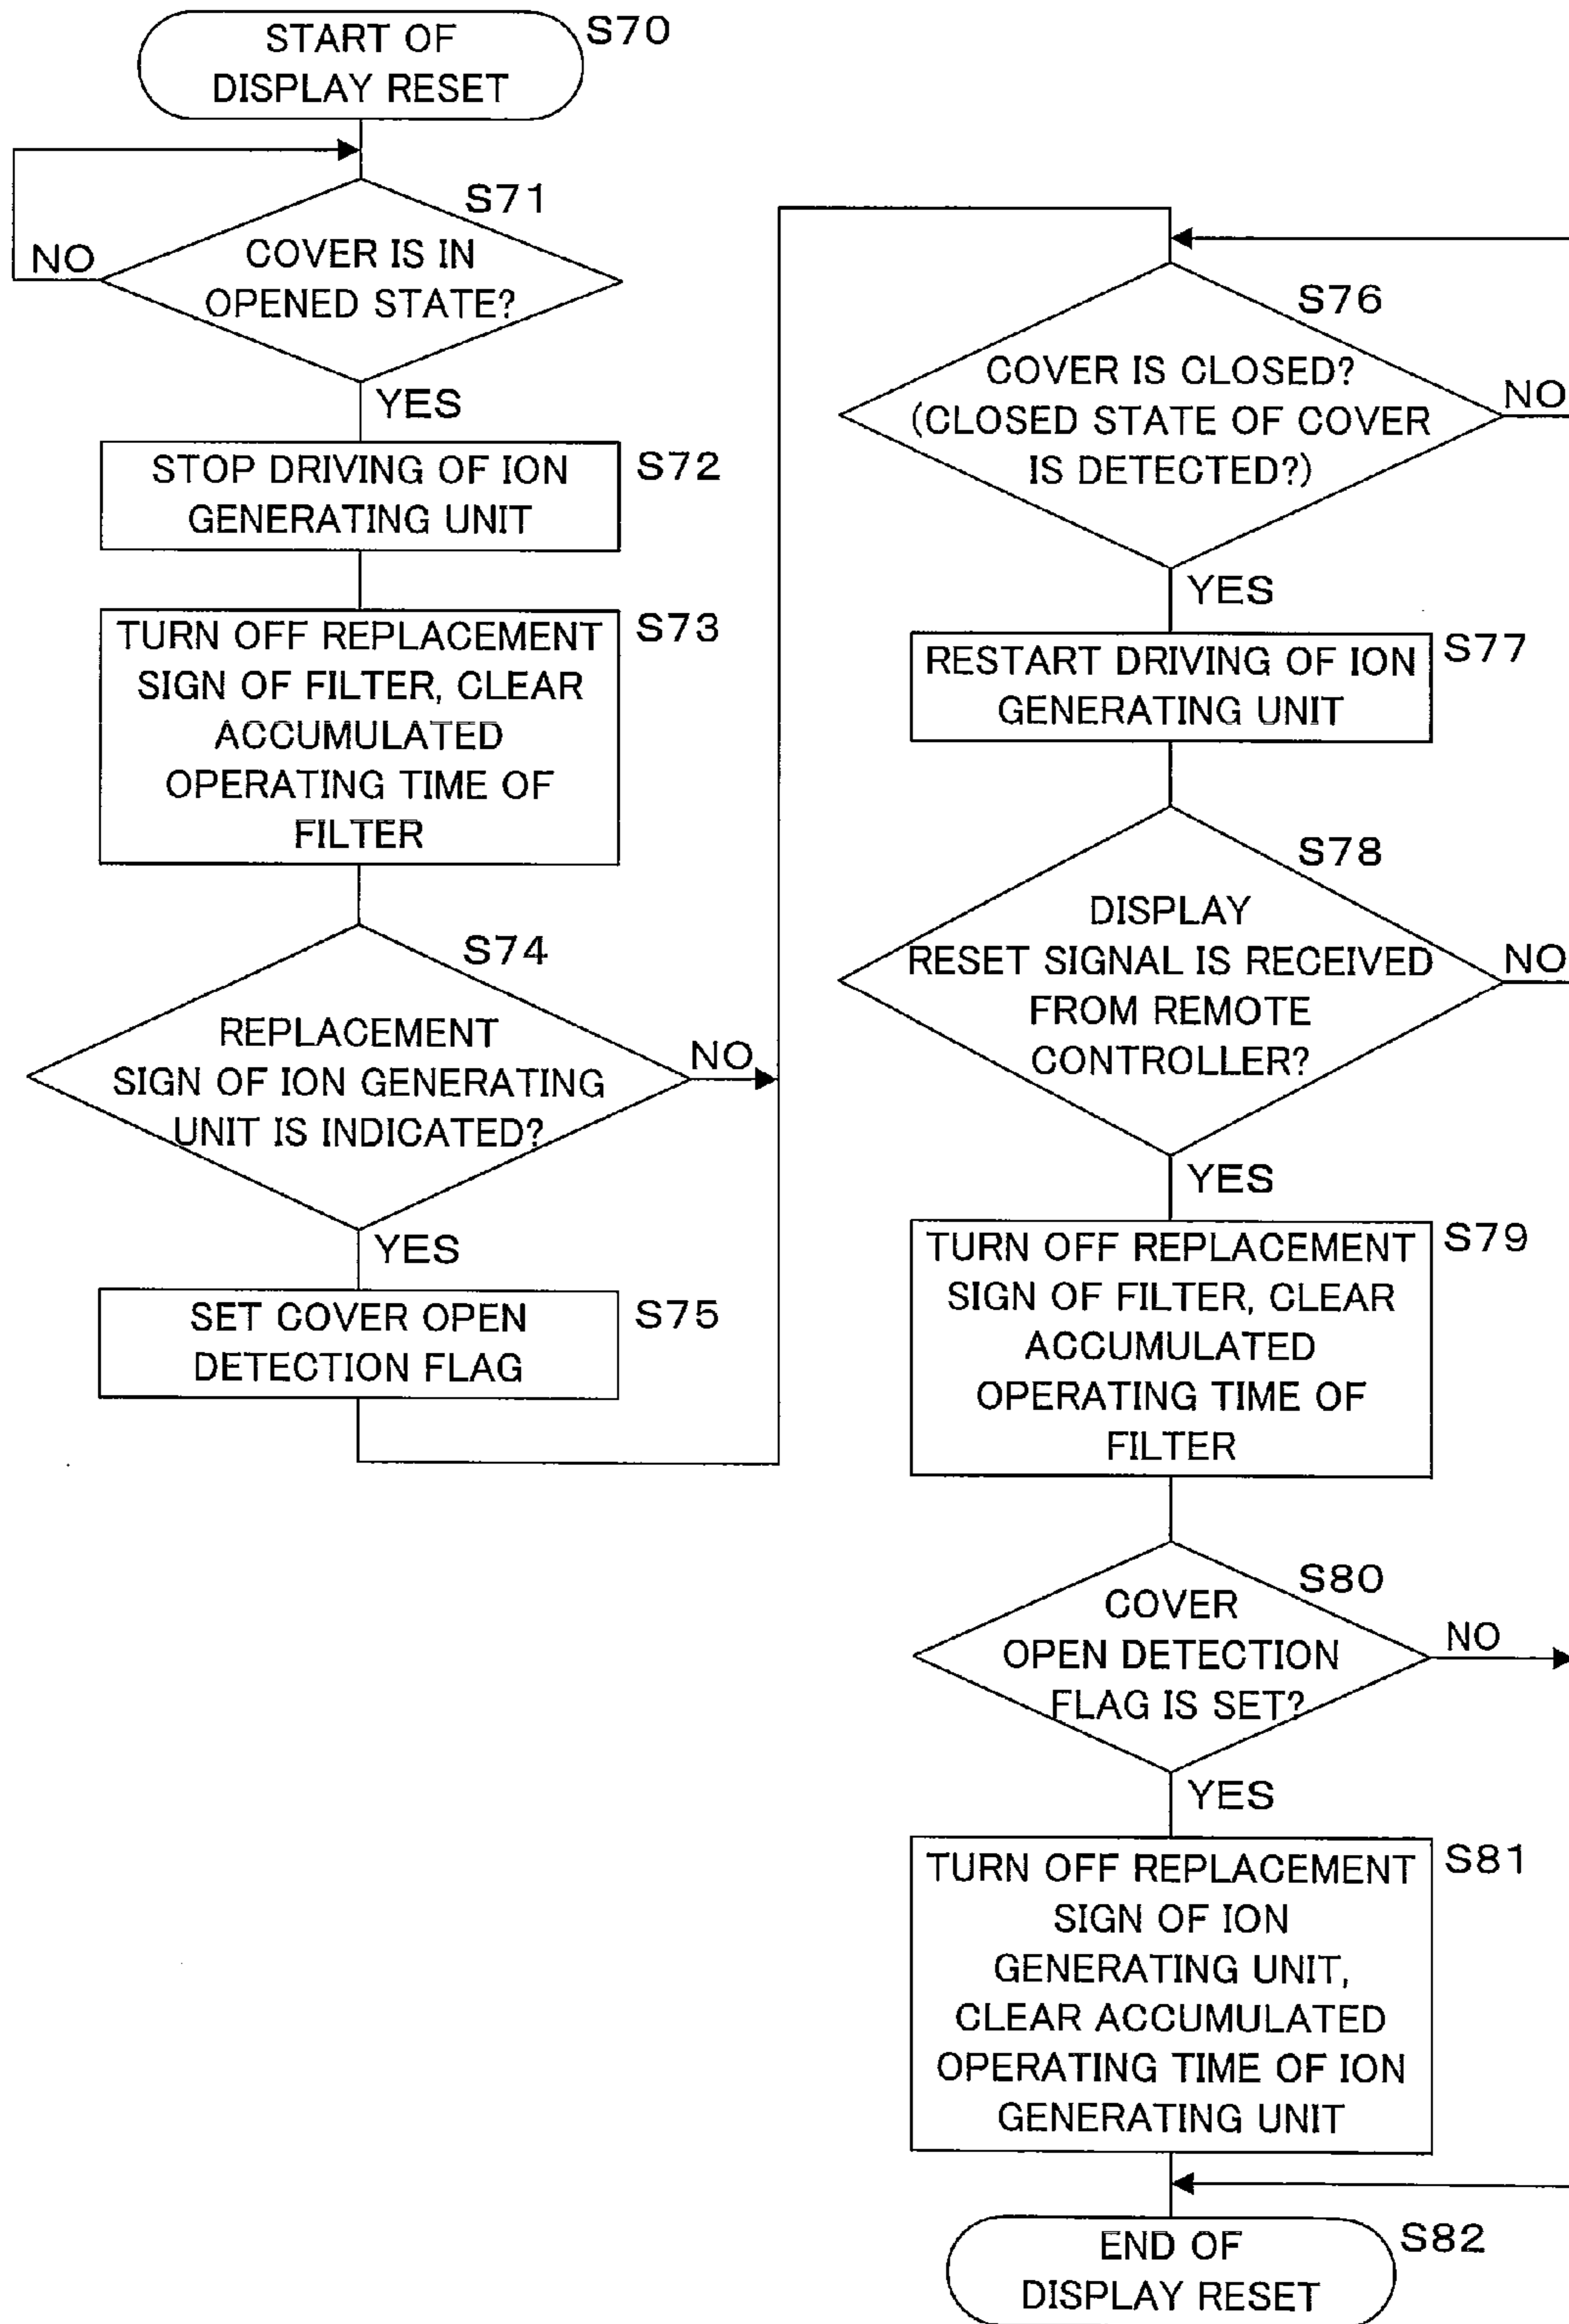 START OF
DISPLAY RESET
S70
S71
COVER IS IN
OPENED STATE?
NO
YES
STOP DRIVING OF ION
GENERATING UNIT
S72
TURN OFF REPLACEMENT
SIGN OF FILTER, CLEAR
ACCUMULATED
OPERATING TIME OF
FILTER
S73
S74
REPLACEMENT
SIGN OF ION GENERATING
UNIT IS INDICATED?
NO
YES
SET COVER OPEN
DETECTION FLAG
S75
S76
COVER IS CLOSED?
(CLOSED STATE OF COVER
IS DETECTED?)
NO
YES
RESTART DRIVING OF ION
GENERATING UNIT
S77
S78
DISPLAY
RESET SIGNAL IS RECEIVED
FROM REMOTE
CONTROLLER?
NO
YES
TURN OFF REPLACEMENT
SIGN OF FILTER, CLEAR
ACCUMULATED
OPERATING TIME OF
FILTER
S79
S80
COVER
OPEN DETECTION
FLAG IS SET?
NO
YES
TURN OFF REPLACEMENT
SIGN OF ION
GENERATING UNIT,
CLEAR ACCUMULATED
OPERATING TIME OF ION
GENERATING UNIT
S81
END OF
DISPLAY RESET
S82